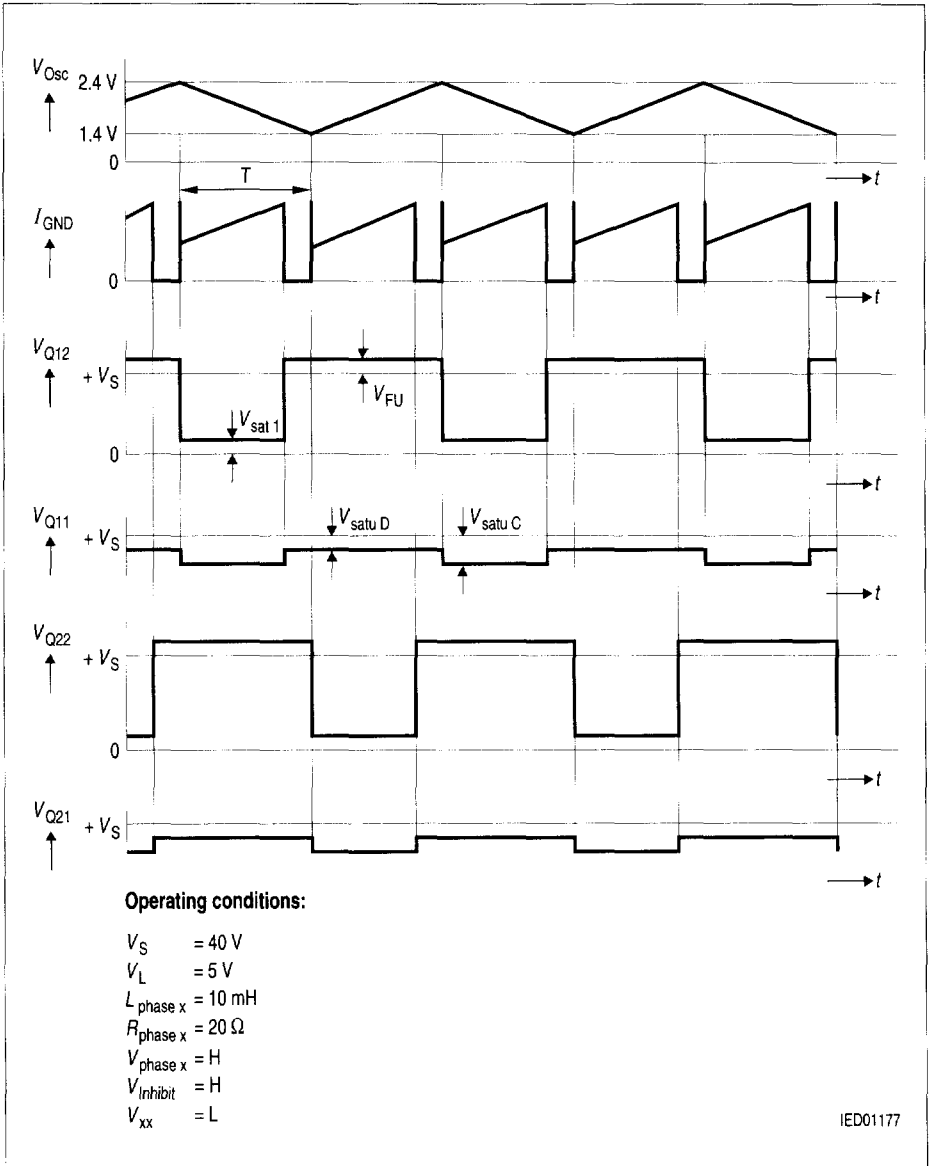 V_Osc
2.4 V
1.4 V
0
t
T
I_GND
0
t
V_Q12
+ V_S
V_FU
V_sat 1
0
t
V_Q11
+ V_S
V_satu D
V_satu C
t
V_Q22
+ V_S
0
t
V_Q21
+ V_S
t
Operating conditions:
V_S = 40 V
V_L = 5 V
L_phase x = 10 mH
R_phase x = 20 Ω
V_phase x = H
V_Inhibit = H
V_xx = L
IED01177